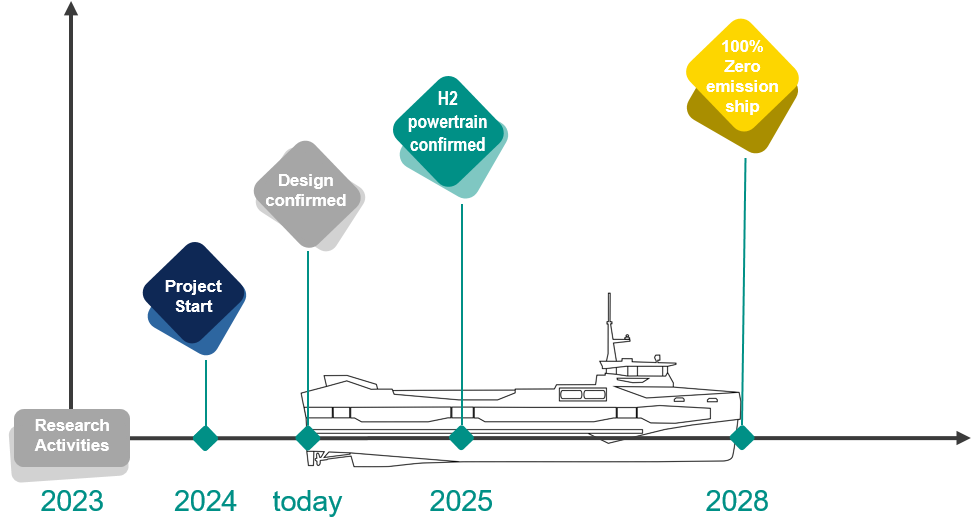 100%
Zero
emission
ship
H2
powertrain
confirmed
Design
confirmed
Project
Start
Research
Activities
2023
2024
today
2025
2028